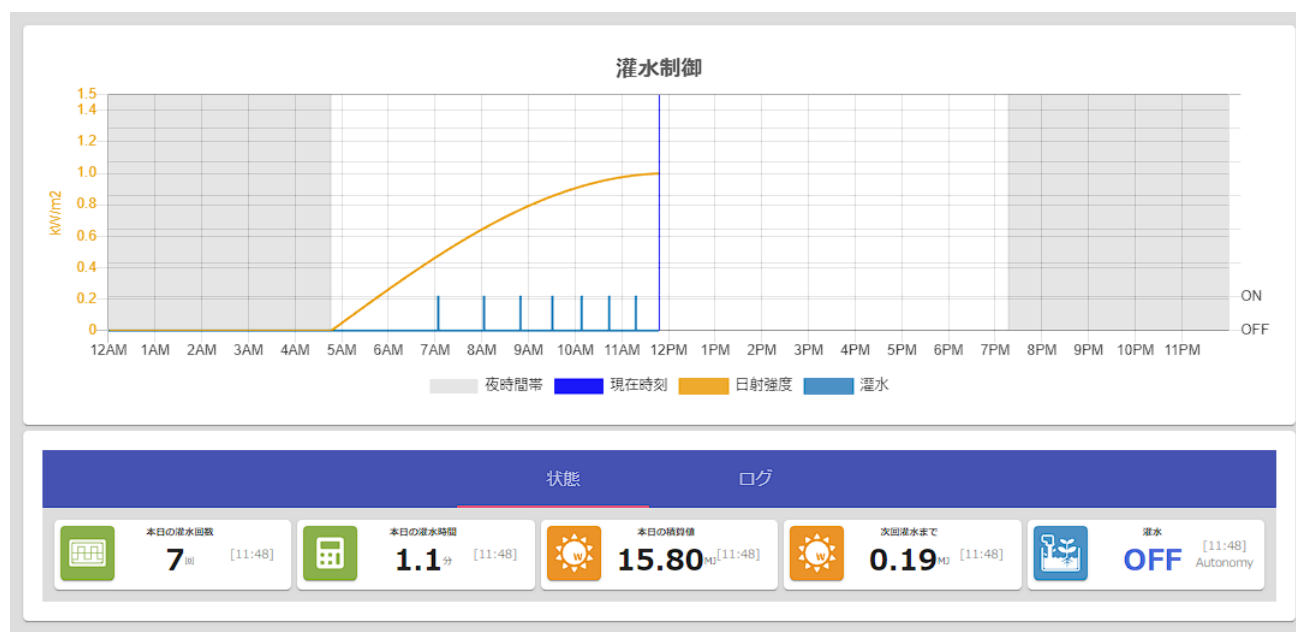 灌水制御
kW/m2
1.5
1.4
1.2
1.0
0.8
0.6
0.4
0.2
0
ON
OFF
12AM 1AM 2AM 3AM 4AM 5AM 6AM 7AM 8AM 9AM 10AM 11AM 12PM 1PM 2PM 3PM 4PM 5PM 6PM 7PM 8PM 9PM 10PM 11PM
夜時間帯 現在時刻 日射強度 灌水
状態 ログ
本日の灌水回数
7回 [11:48]
本日の灌水時間
1.1分 [11:48]
W
本日の積算値
15.80MJ [11:48]
W
次回灌水まで
0.19MJ [11:48]
灌水
OFF [11:48]
Autonomy